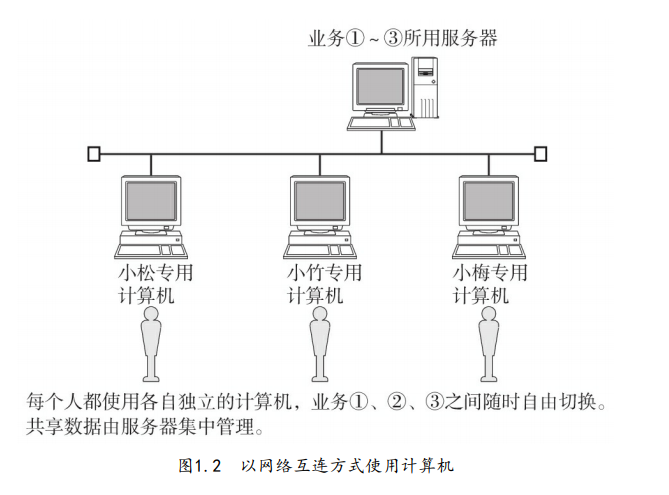 业务①~③所用服务器
小松专用
计算机
小竹专用
计算机
小梅专用
计算机
每个人都使用各自独立的计算机，业务①、②、③之间随时自由切换。
共享数据由服务器集中管理。
图1.2 以网络互连方式使用计算机